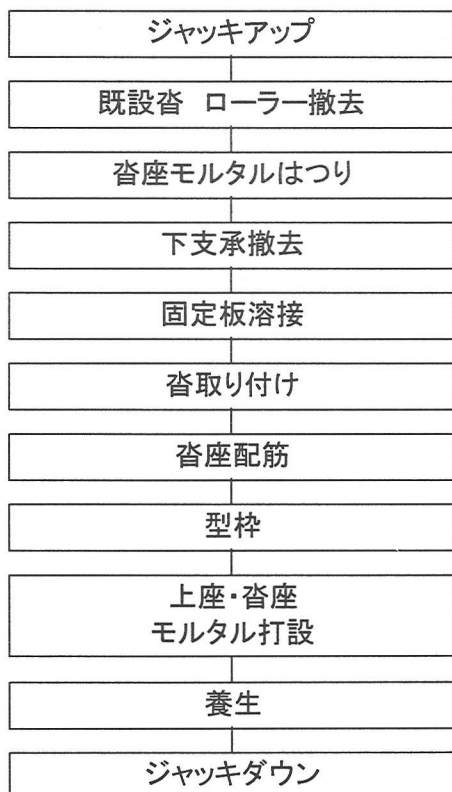 ジャッキアップ
既設沓 ローラー撤去
沓座モルタルはつり
下支承撤去
固定板溶接
沓取り付け
沓座配筋
型枠
上座・沓座
モルタル打設
養生
ジャッキダウン